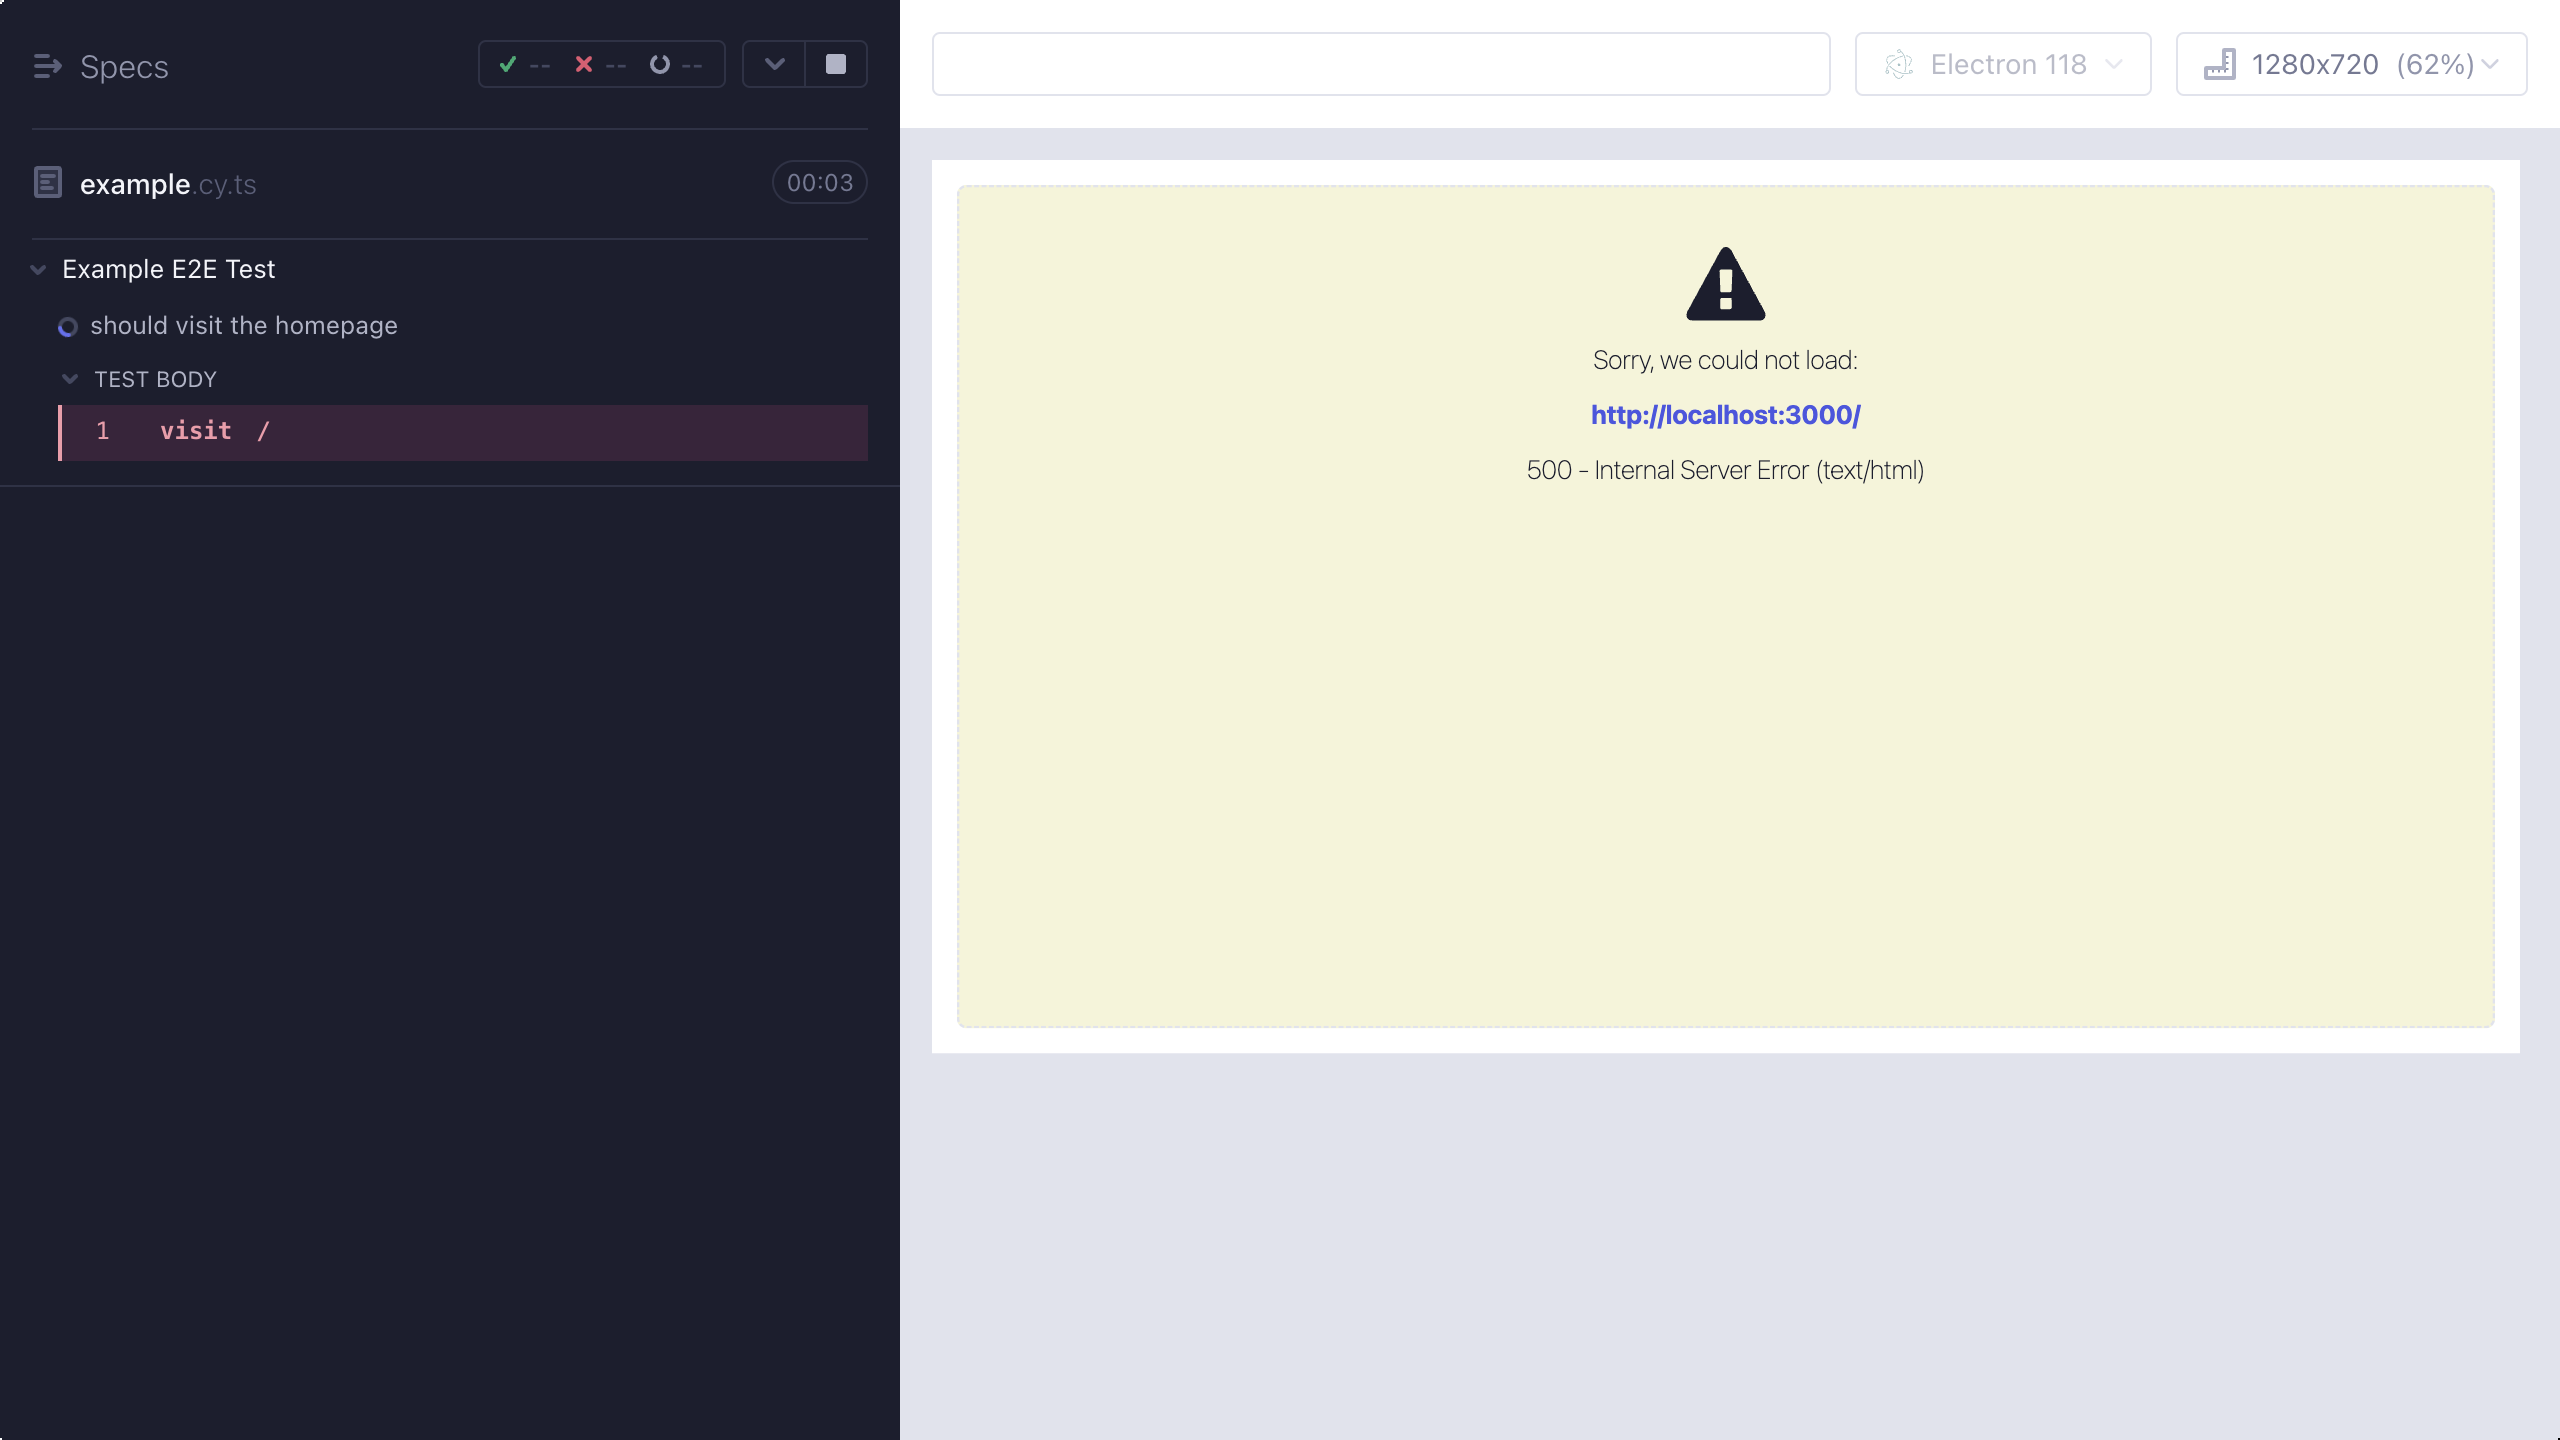 Specs
-- -- --
example.cy.ts
00:03
Example E2E Test
should visit the homepage
TEST BODY
1 visit /
Electron 118
1280x720 (62%)
Sorry, we could not load:
http://localhost:3000/
500 - Internal Server Error (text/html)